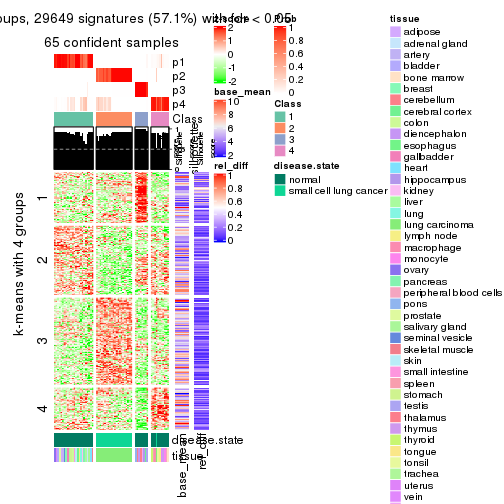 oups, 29649 signatures (57.1%) with fdr < 0.05
65 confident samples
p1
p2
p3
p4
Class
silhouette
score
1
2
3
4
k-means with 4 groups
disease.state
tissue
base_mean
rel_diff
z-score
2
1
0
-1
-2
base_mean
10
8
6
4
2
rel_diff
1
0.8
0.6
0.4
0.2
0
Prob
1
0.8
0.6
0.4
0.2
0
Class
1
2
3
4
disease.state
normal
small cell lung cancer
tissue
adipose
adrenal gland
artery
bladder
bone marrow
breast
cerebellum
cerebral cortex
colon
diencephalon
esophagus
gallbadder
heart
hippocampus
kidney
liver
lung
lung carcinoma
lymph node
macrophage
monocyte
ovary
pancreas
peripheral blood cells
pons
prostate
salivary gland
seminal vesicle
skeletal muscle
skin
small intestine
spleen
stomach
testis
thalamus
thymus
thyroid
tongue
tonsil
trachea
uterus
vein